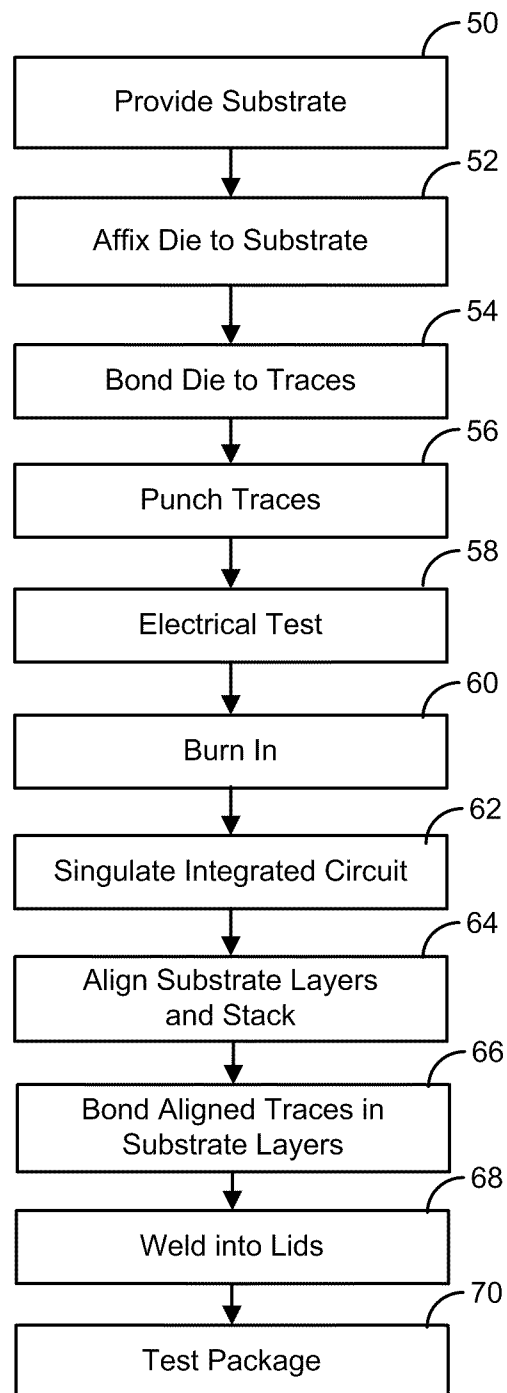 50
Provide Substrate
52
Affix Die to Substrate
54
Bond Die to Traces
56
Punch Traces
58
Electrical Test
60
Burn In
62
Singulate Integrated Circuit
64
Align Substrate Layers
and Stack
66
Bond Aligned Traces in
Substrate Layers
68
Weld into Lids
70
Test Package